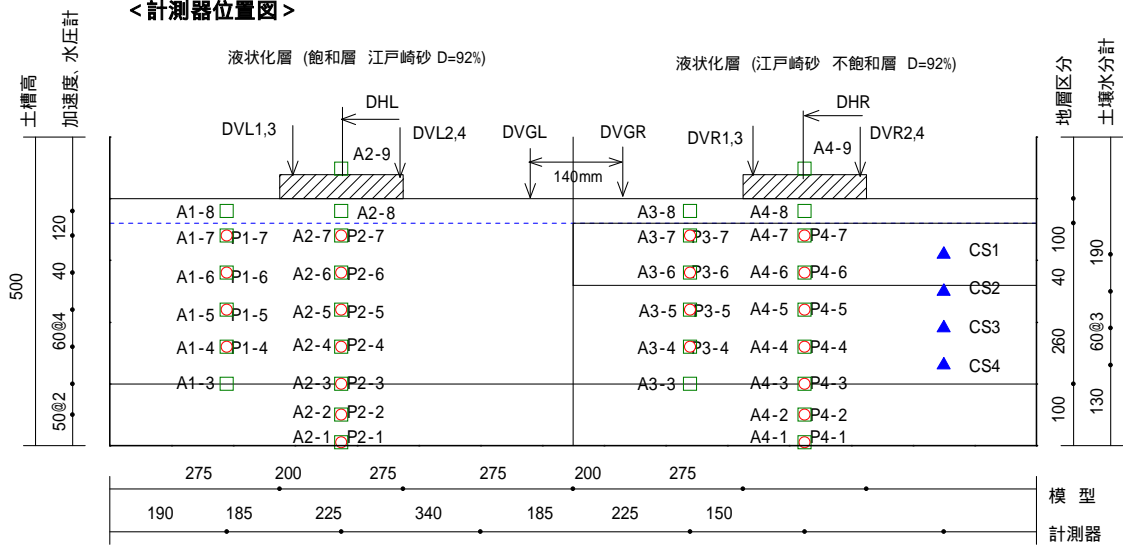 <計測器位置図>
液状化層 (飽和層 江戸崎砂 D=92%)
液状化層 (江戸崎砂 不飽和層 D=92%)
土槽高
加速度、水圧計
地層区分
土壌水分計
DHL
DHR
DVL1,3
DVL2,4
DVGL
DVGR
DVR1,3
DVR2,4
A2-9
A4-9
140mm
A1-8
A2-8
A3-8
A4-8
A1-7
P1-7
A2-7
P2-7
A3-7
P3-7
A4-7
P4-7
A1-6
P1-6
A2-6
P2-6
A3-6
P3-6
A4-6
P4-6
A1-5
P1-5
A2-5
P2-5
A3-5
P3-5
A4-5
P4-5
A1-4
P1-4
A2-4
P2-4
A3-4
P3-4
A4-4
P4-4
A1-3
A2-3
P2-3
A3-3
A4-3
P4-3
A2-2
P2-2
A4-2
P4-2
A2-1
P2-1
A4-1
P4-1
CS1
CS2
CS3
CS4
500
120
40
60@4
50@2
100
40
260
100
190
60@3
130
275 200 275 275 200 275
模 型
190 185 225 340 185 225 150
計測器